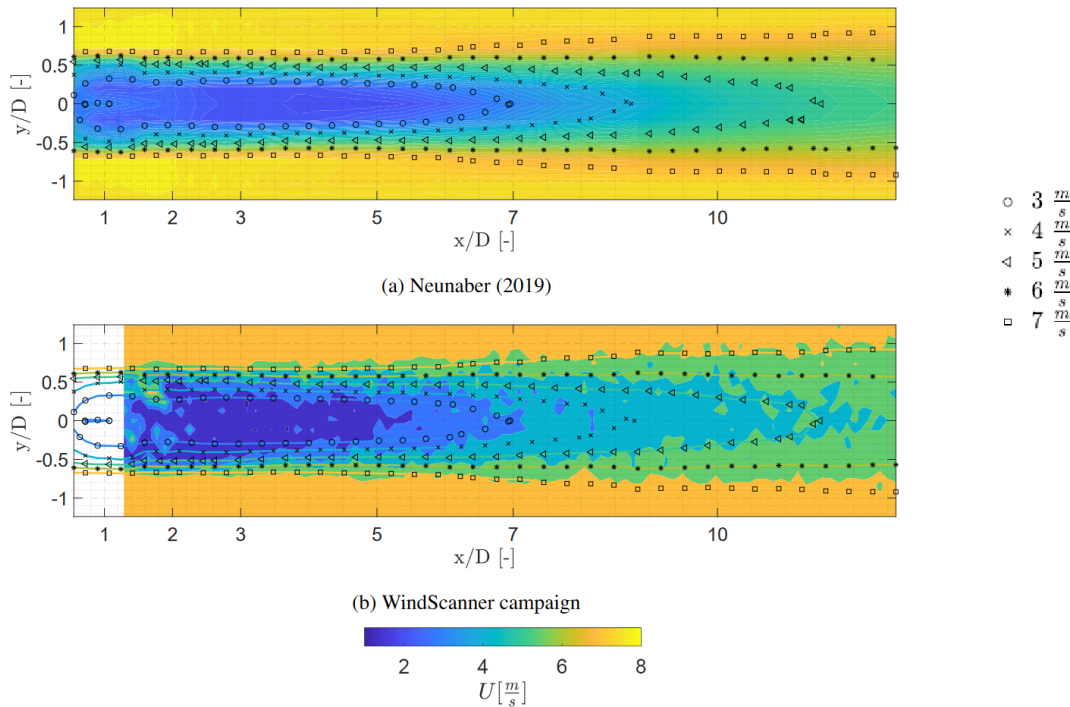 1
0.5
0
-0.5
-1
y/D [-]
1 2 3 5 7 10
x/D [-]
(a) Neunaber (2019)
3 m/s
4 m/s
5 m/s
6 m/s
7 m/s
1
0.5
0
-0.5
-1
y/D [-]
1 2 3 5 7 10
x/D [-]
(b) WindScanner campaign
2 4 6 8
U[m/s]